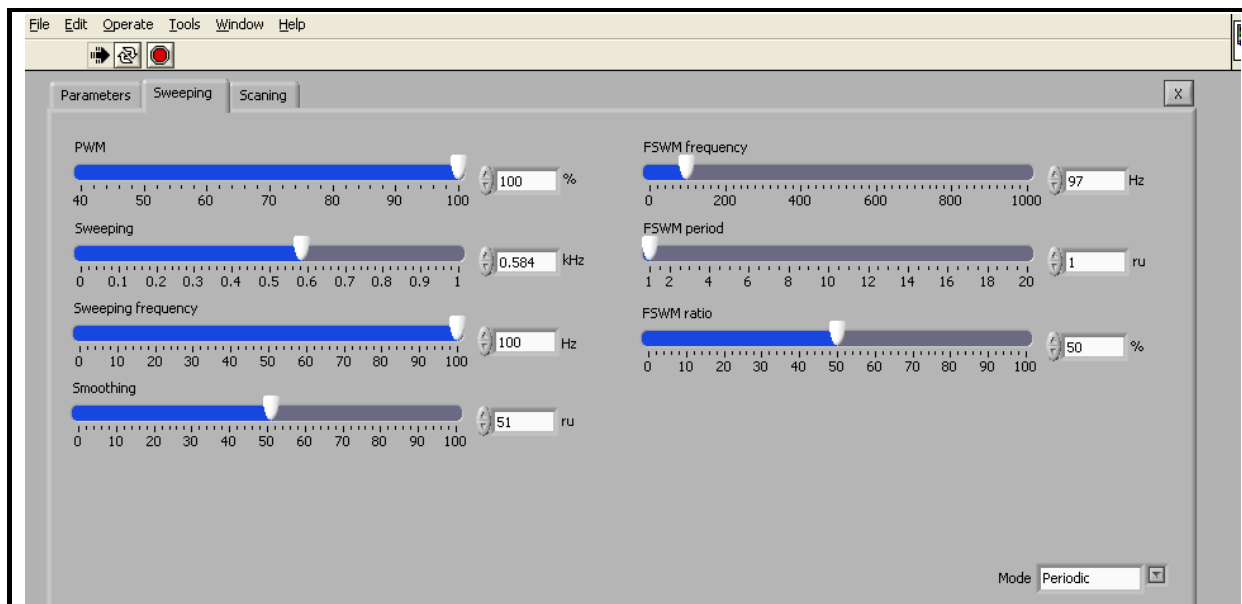 File Edit Operate Tools Window Help
Parameters Sweeping Scaning X
PWM
100 %
40 50 60 70 80 90 100
Sweeping
0.584 kHz
0 0.1 0.2 0.3 0.4 0.5 0.6 0.7 0.8 0.9 1
Sweeping frequency
100 Hz
0 10 20 30 40 50 60 70 80 90 100
Smoothing
51 ru
0 10 20 30 40 50 60 70 80 90 100
FSWM frequency
97 Hz
0 200 400 600 800 1000
FSWM period
1 ru
1 2 4 6 8 10 12 14 16 18 20
FSWM ratio
50 %
0 10 20 30 40 50 60 70 80 90 100
Mode Periodic